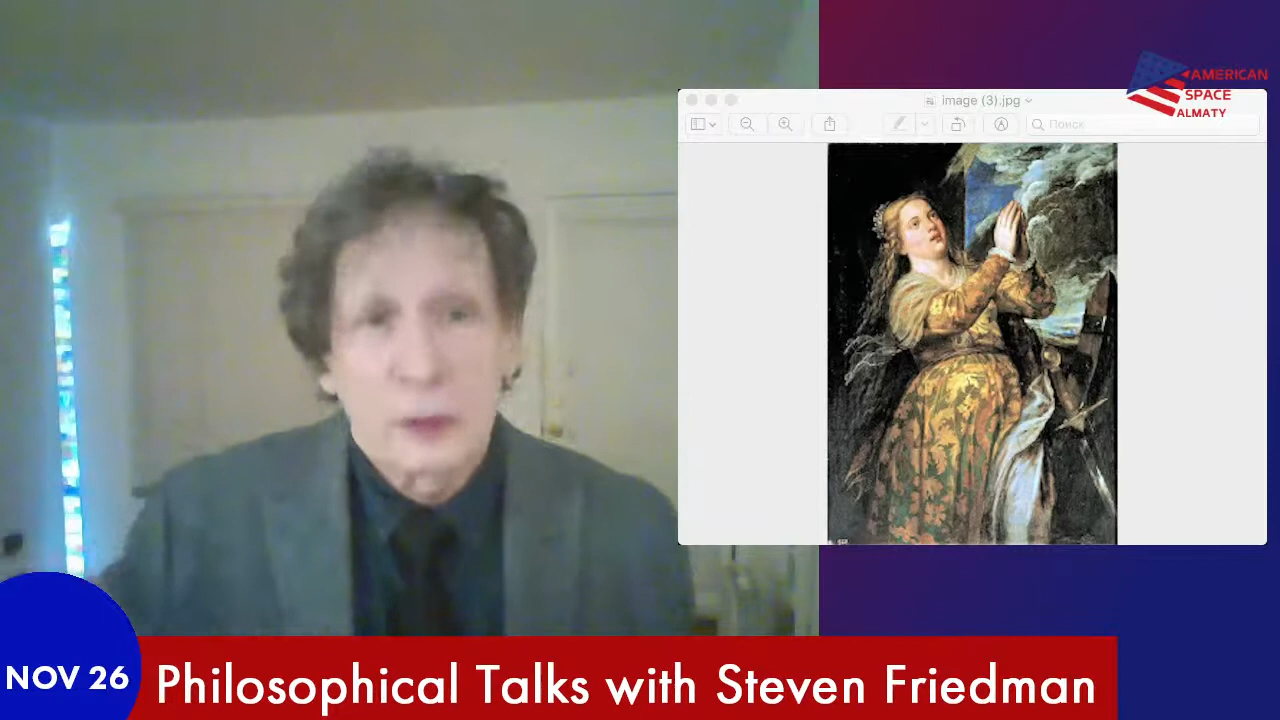 AMERICAN
SPACE
ALMATY
image (3).jpg
Поиск
NOV 26
Philosophical Talks with Steven Friedman